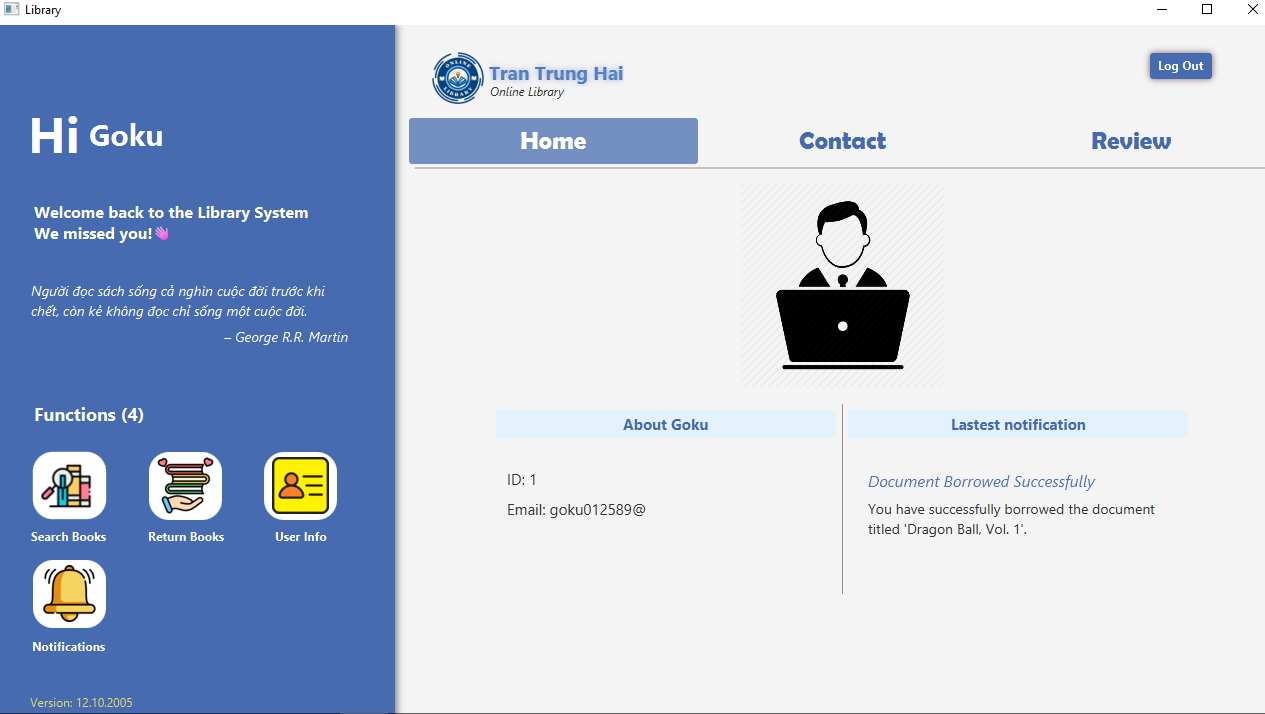 Library
Hi Goku
Welcome back to the Library System
We missed you!👋
Người đọc sách sống cả nghìn cuộc đời trước khi
chết, còn kẻ không đọc chỉ sống một cuộc đời.
– George R.R. Martin
Functions (4)
Search Books
Return Books
User Info
Notifications
Version: 12.10.2005
ONLINE
LIBRARY
Tran Trung Hai
Online Library
Log Out
Home
Contact
Review
About Goku
ID: 1
Email: goku012589@
Lastest notification
Document Borrowed Successfully
You have successfully borrowed the document
titled 'Dragon Ball, Vol. 1'.